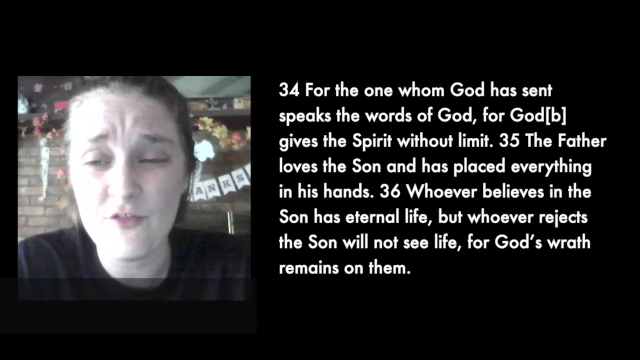 ANKS
34 For the one whom God has sent
speaks the words of God, for God[b]
gives the Spirit without limit. 35 The Father
loves the Son and has placed everything
in his hands. 36 Whoever believes in the
Son has eternal life, but whoever rejects
the Son will not see life, for God’s wrath
remains on them.